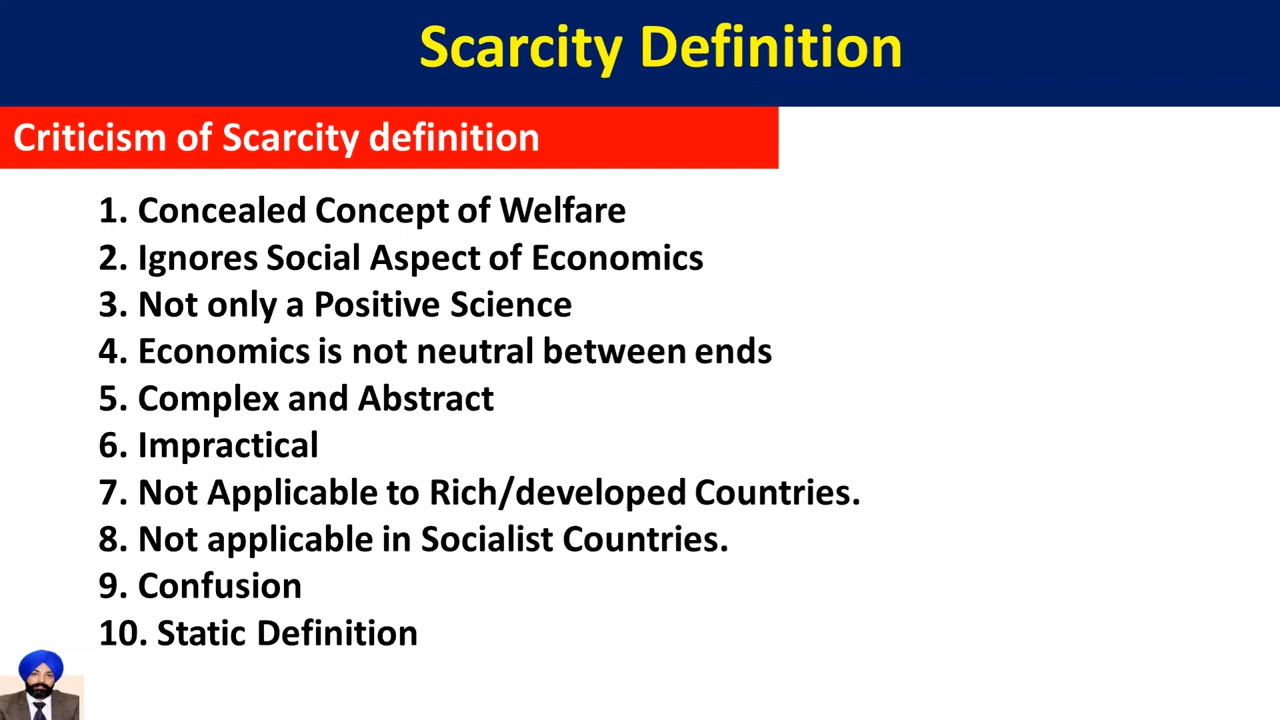 Scarcity Definition
Criticism of Scarcity definition
1. Concealed Concept of Welfare
2. Ignores Social Aspect of Economics
3. Not only a Positive Science
4. Economics is not neutral between ends
5. Complex and Abstract
6. Impractical
7. Not Applicable to Rich/developed Countries.
8. Not applicable in Socialist Countries.
9. Confusion
10. Static Definition